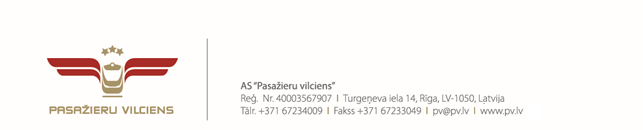 PASAŽIERU VILCIENS
AS “Pasažieru vilciens”
Reģ. Nr. 40003567907 I Turgeņeva iela 14, Rīga, LV-1050, Latvija
Tālr. +371 67234009 I Fakss +371 67233049 I pv@pv.lv I www.pv.lv